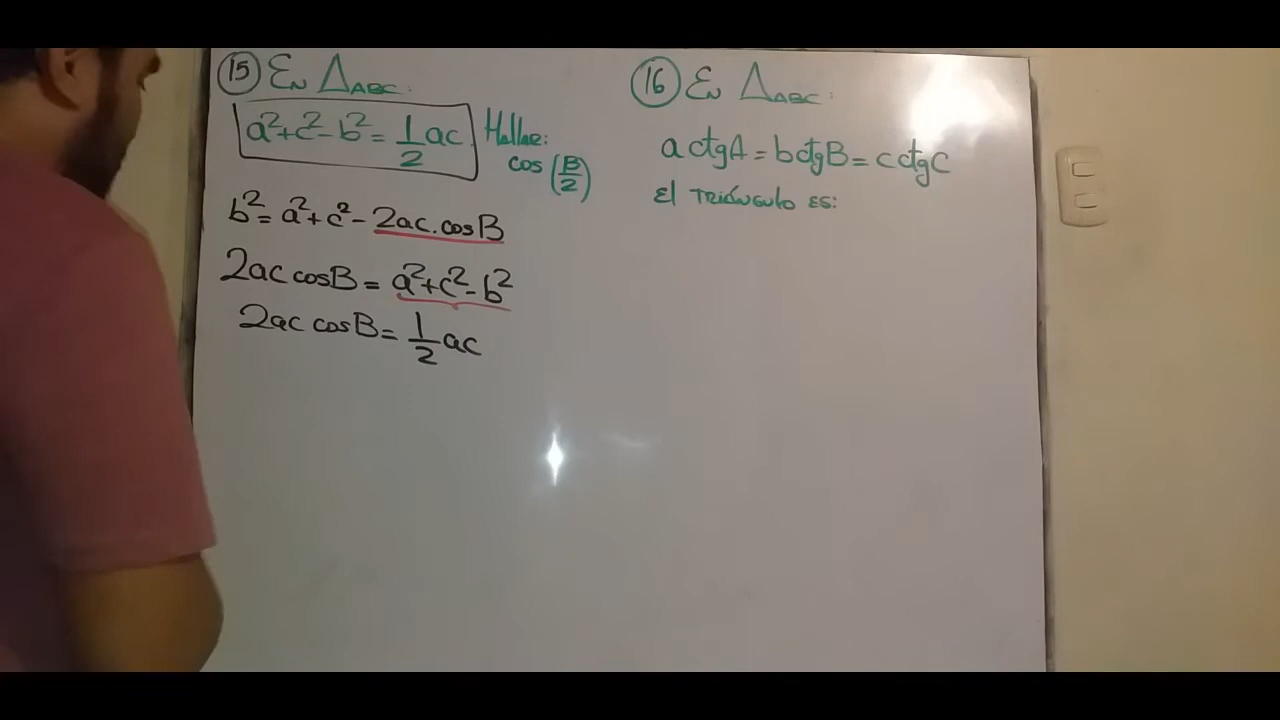 15 En △ABC:
a²+c²-b²=1/2 ac. Hallar:
cos(B/2)
b²=a²+c²-2ac.cosB
2ac cosB=a²+c²-b²
2ac cosB=1/2 ac
16 En △ABC:
a ctgA=b ctgB=c ctgC
El Triángulo es: